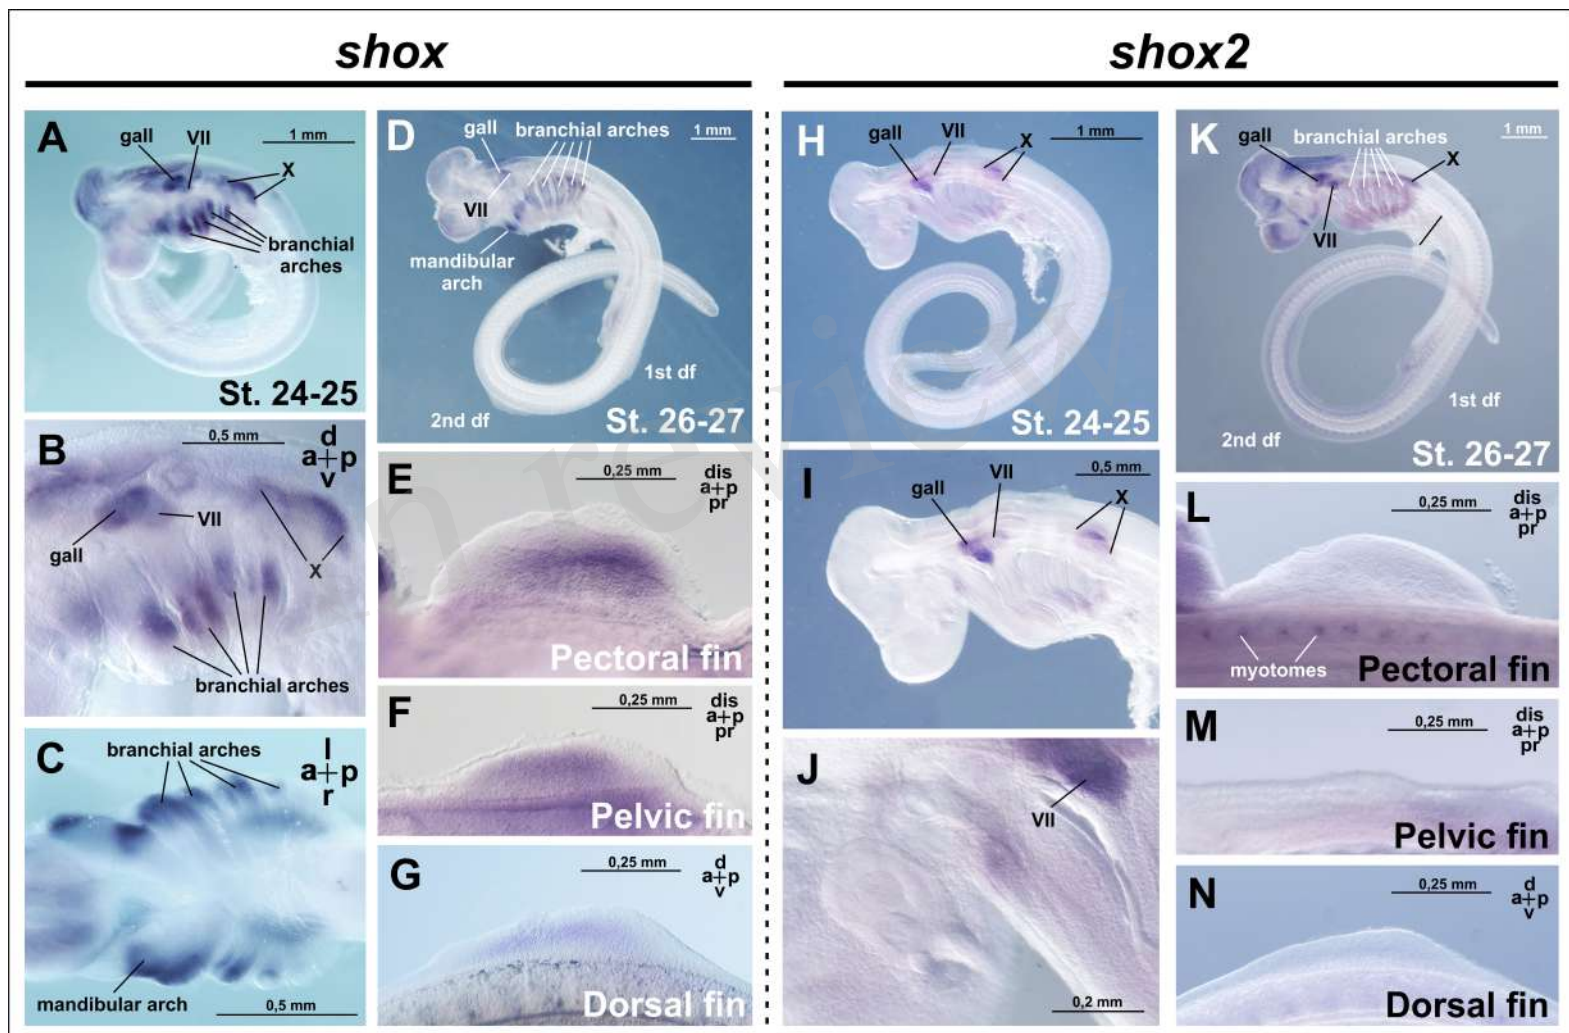 shox
shox2
A
gall
VII
1 mm
X
branchial
arches
St. 24-25
B
0,5 mm
d
a+p
v
gall
VII
X
branchial arches
C
branchial arches
l
a+p
r
mandibular arch
0,5 mm
D
gall
branchial arches
1 mm
VII
mandibular
arch
1st df
2nd df
St. 26-27
E
0,25 mm
dis
a+p
pr
Pectoral fin
F
0,25 mm
dis
a+p
pr
Pelvic fin
G
0,25 mm
d
a+p
v
Dorsal fin
H
gall
VII
X
1 mm
St. 24-25
I
gall
VII
0,5 mm
X
J
VII
0,2 mm
K
gall
branchial arches
1 mm
X
VII
1st df
2nd df
St. 26-27
L
0,25 mm
dis
a+p
pr
myotomes
Pectoral fin
M
0,25 mm
dis
a+p
pr
Pelvic fin
N
0,25 mm
d
a+p
v
Dorsal fin
In review